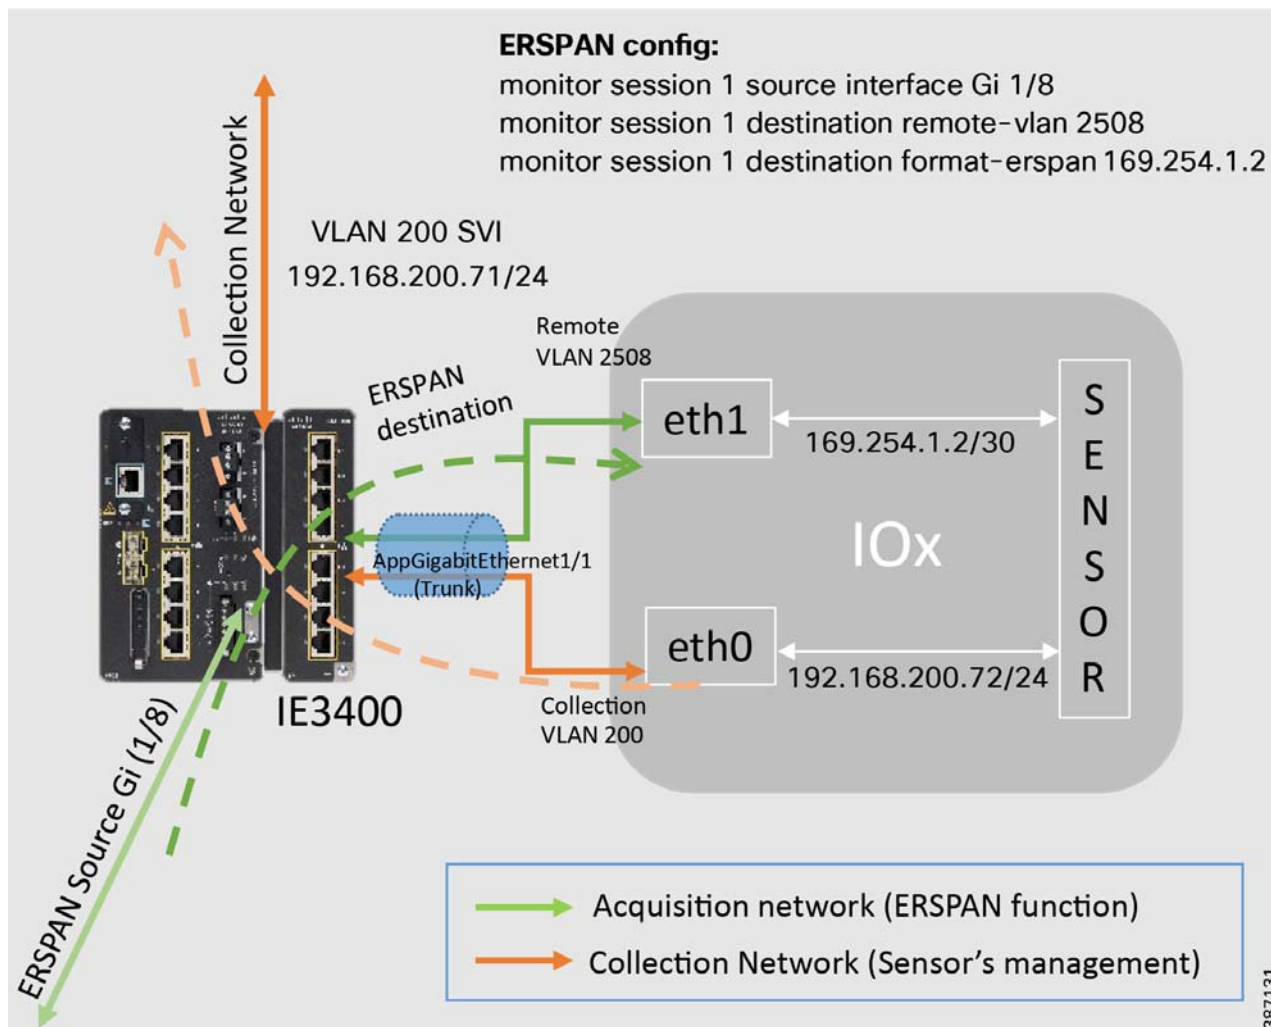 ERSPAN config:
monitor session 1 source interface Gi 1/8
monitor session 1 destination remote-vlan 2508
monitor session 1 destination format-erspan 169.254.1.2
Collection Network
VLAN 200 SVI
192.168.200.71/24
Remote
VLAN 2508
ERSPAN
destination
eth1
169.254.1.2/30
SENSOR
IOx
AppGigabitEthernet1/1
(Trunk)
eth0
192.168.200.72/24
Collection
VLAN 200
IE3400
ERSPAN Source Gi (1/8)
Acquisition network (ERSPAN function)
Collection Network (Sensor's management)
387131